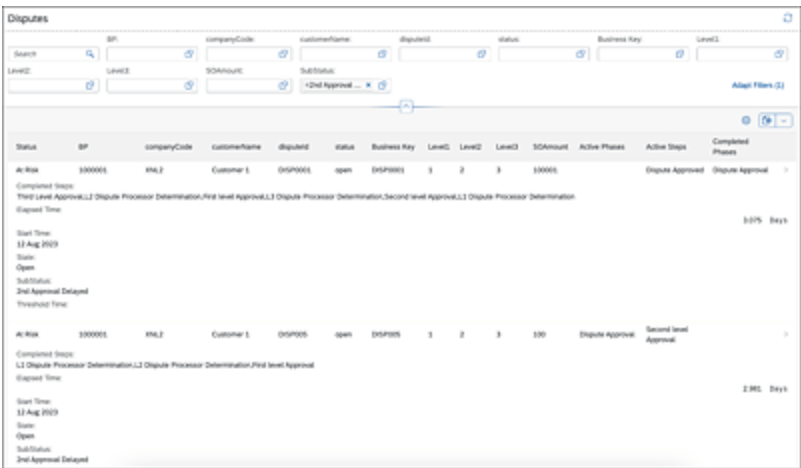 Disputes
BP: companyCode: customerName: disputeId: status: Business Key: Level1:
Search
Level2: Level3: SOAmount: SubStatus:
<2nd Approval ...
Adapt Filters (1)
Status BP companyCode customerName disputeId status Business Key Level1 Level2 Level3 SOAmount Active Phases Active Steps Completed Phases
At Risk 1000001 XNL2 Customer 1 DISP0001 open DISP0001 1 2 3 100001 Dispute Approved Dispute Approval
Completed Steps:
Third Level Approval,L2 Dispute Processor Determination,First level Approval,L3 Dispute Processor Determination,Second level Approval,L1 Dispute Processor Determination
Elapsed Time:
3.075 Days
Start Time:
12 Aug 2023
State:
Open
SubStatus:
2nd Approval Delayed
Threshold Time:
At Risk 1000001 XNL2 Customer 1 DISP005 open DISP005 1 2 3 100 Dispute Approval Second level Approval
Completed Steps:
L1 Dispute Processor Determination,L2 Dispute Processor Determination,First level Approval
Elapsed Time:
2.981 Days
Start Time:
12 Aug 2023
State:
Open
SubStatus:
2nd Approval Delayed